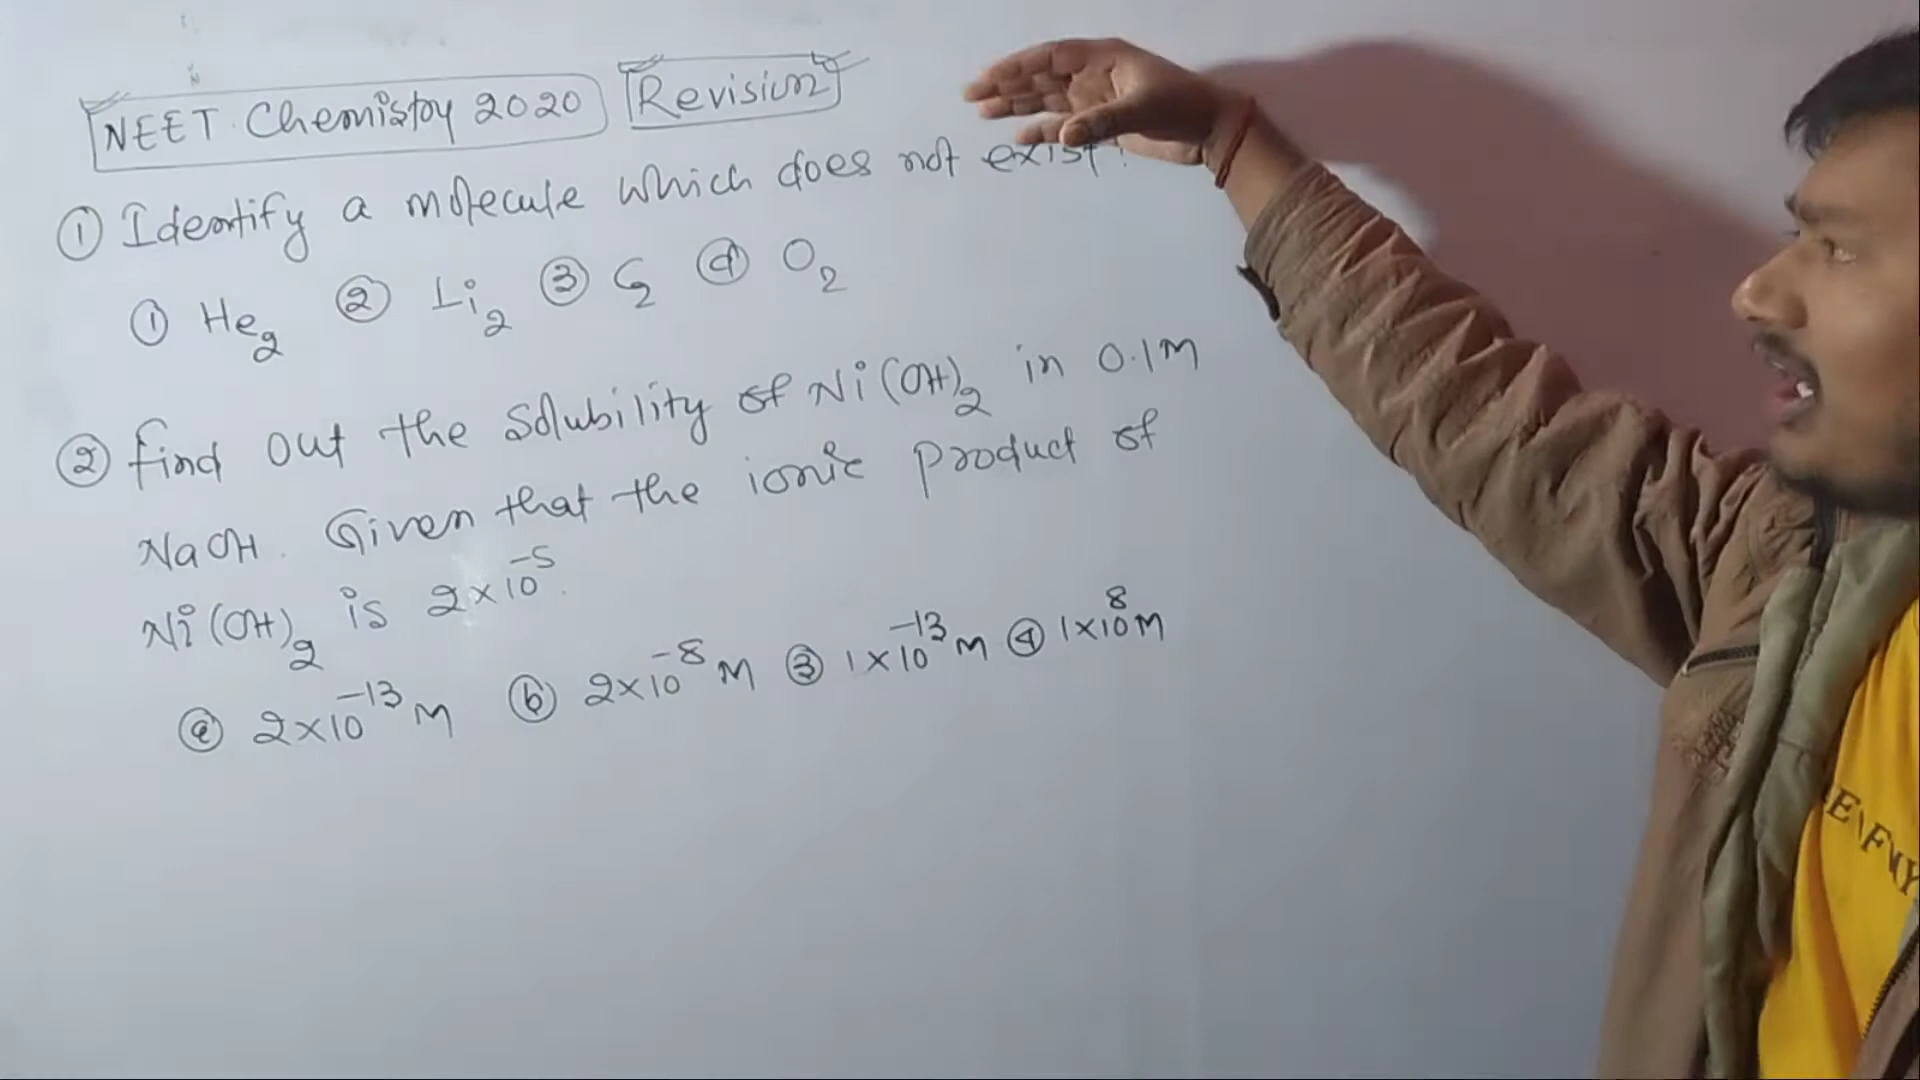 NEET Chemistry 2020 Revision
① Identify a molecule which does not exist?
① He₂ ② Li₂ ③ C₂ ④ O₂
② find out the Solubility of Ni(OH)₂ in 0.1M
NaOH. Given that the ionic product of
Ni(OH)₂ is 2×10⁻⁵.
ⓐ 2×10⁻¹³ M ⓑ 2×10⁻⁸ M ③ 1×10⁻¹³ M ④ 1×10⁸ M